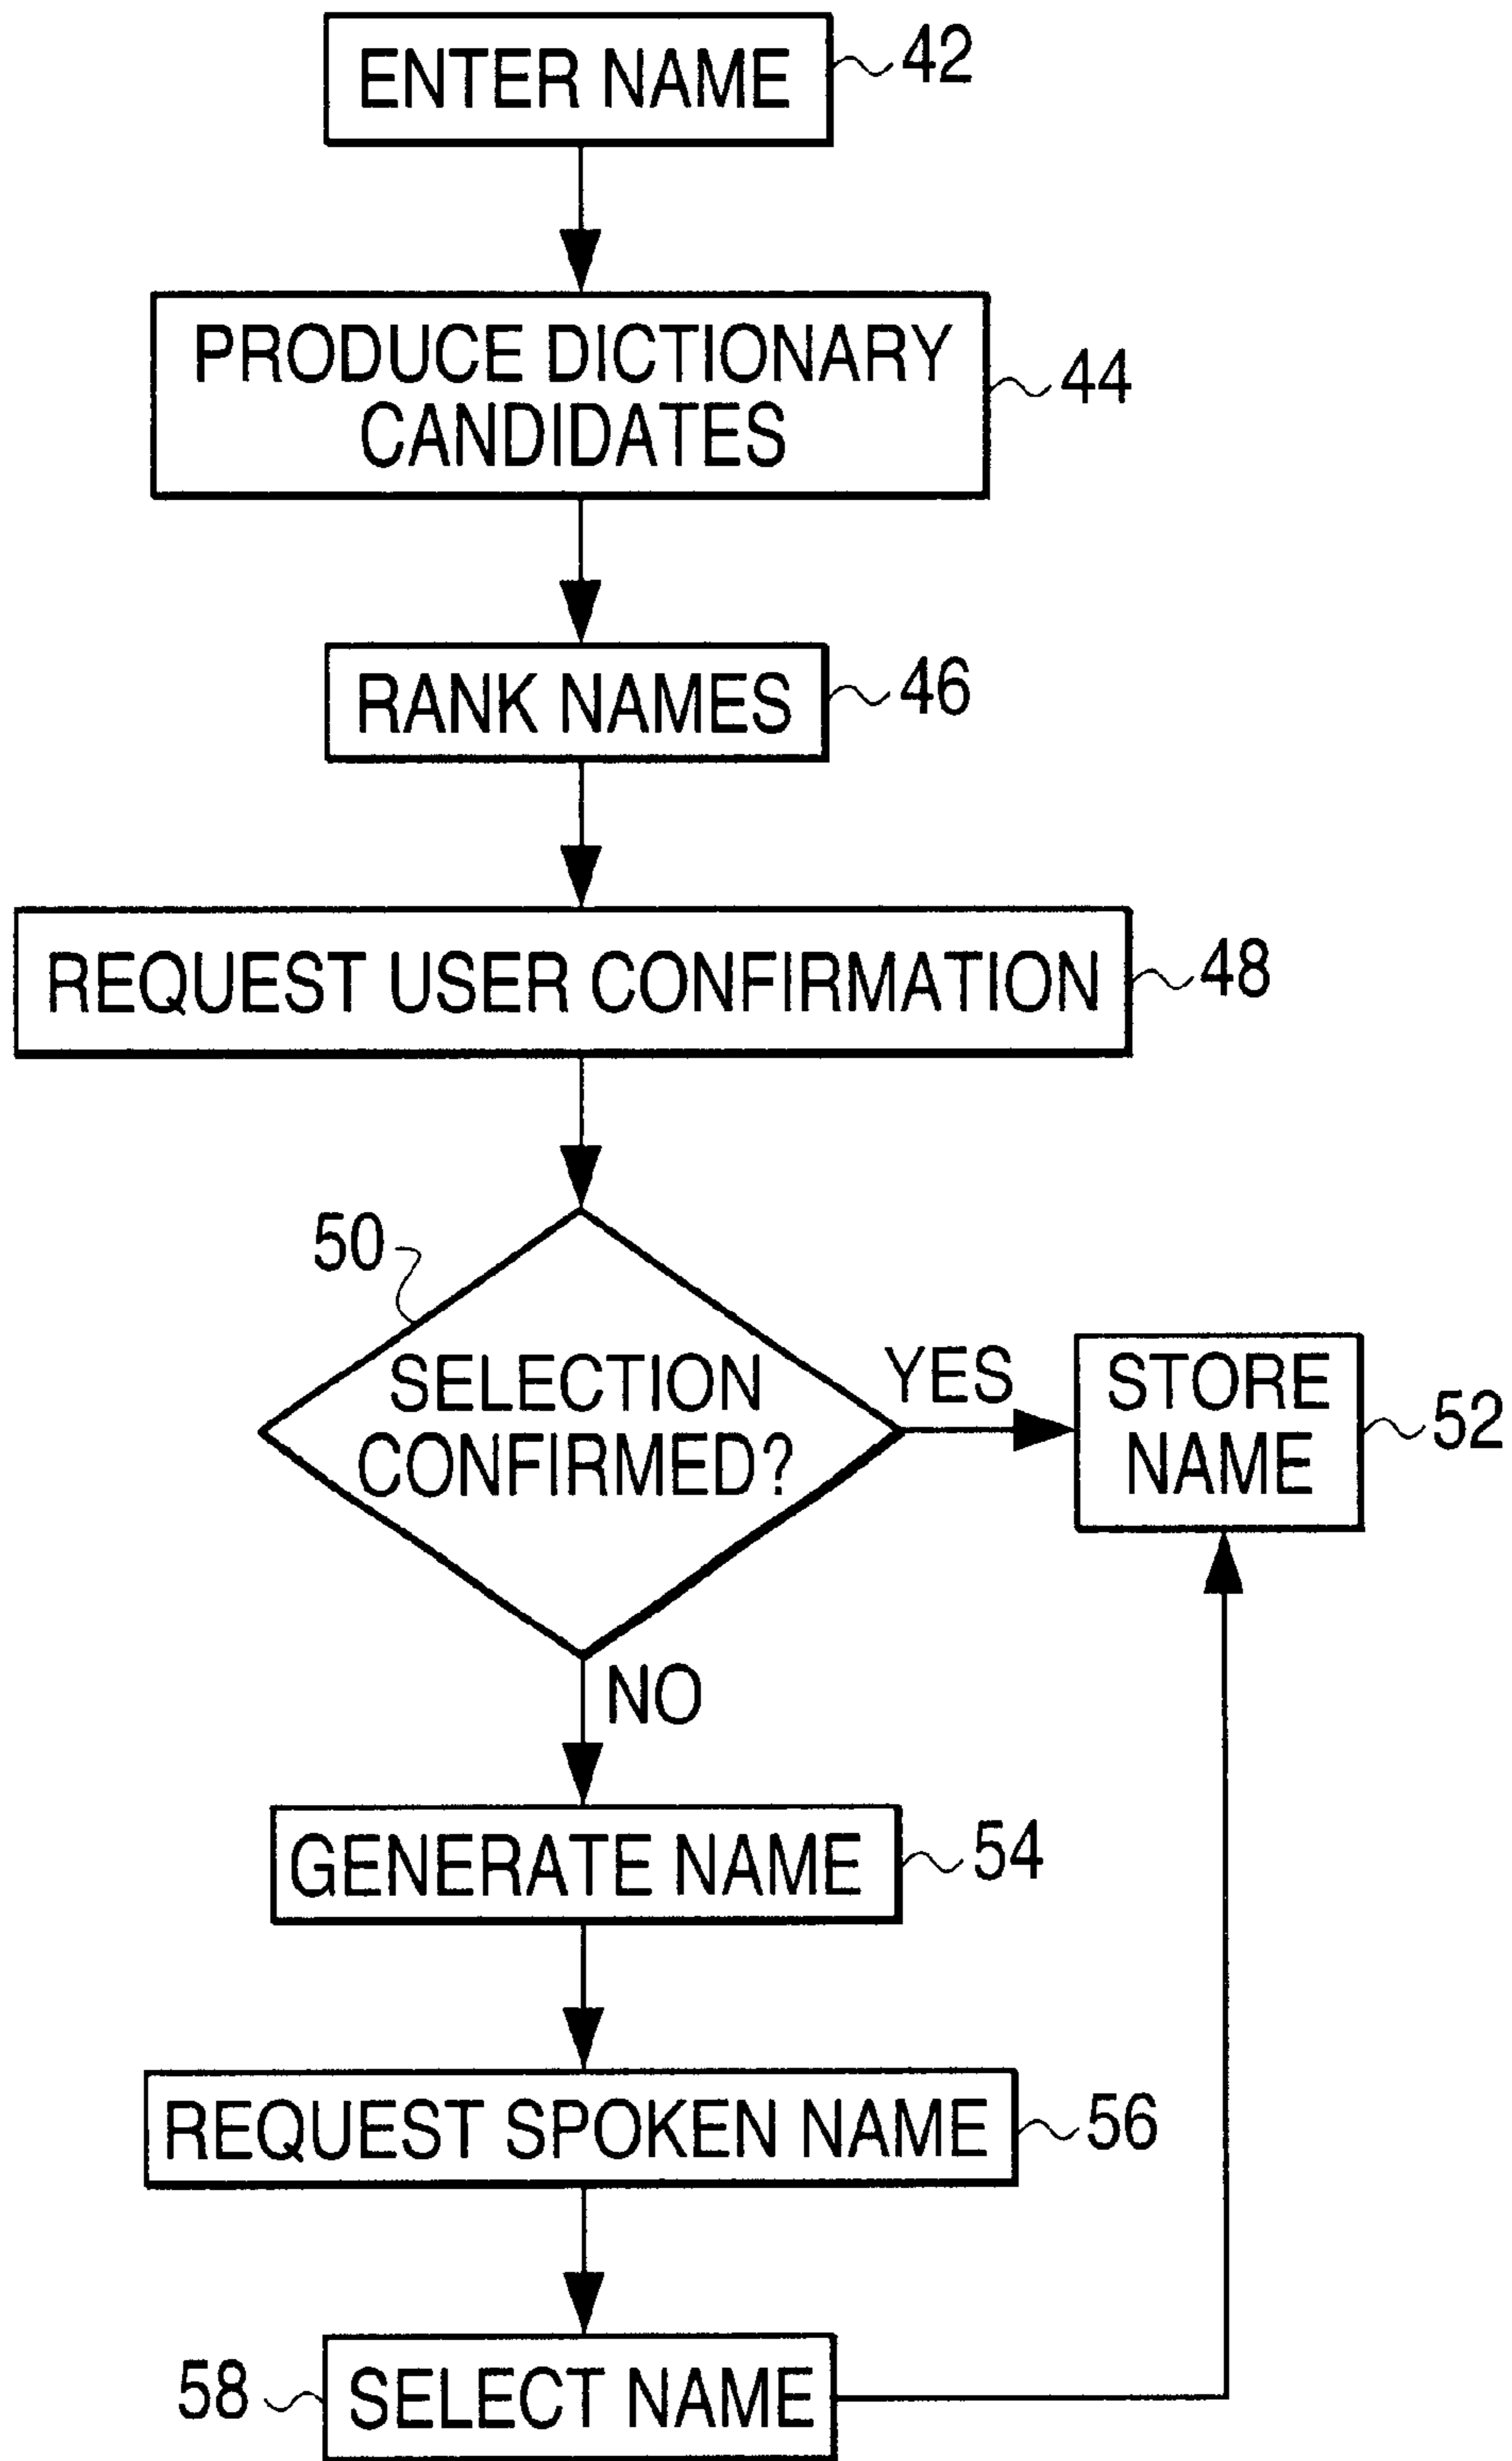 ENTER NAME
42
PRODUCE DICTIONARY
CANDIDATES
44
RANK NAMES
46
REQUEST USER CONFIRMATION
48
50
SELECTION
CONFIRMED?
YES
STORE
NAME
52
NO
GENERATE NAME
54
REQUEST SPOKEN NAME
56
58
SELECT NAME